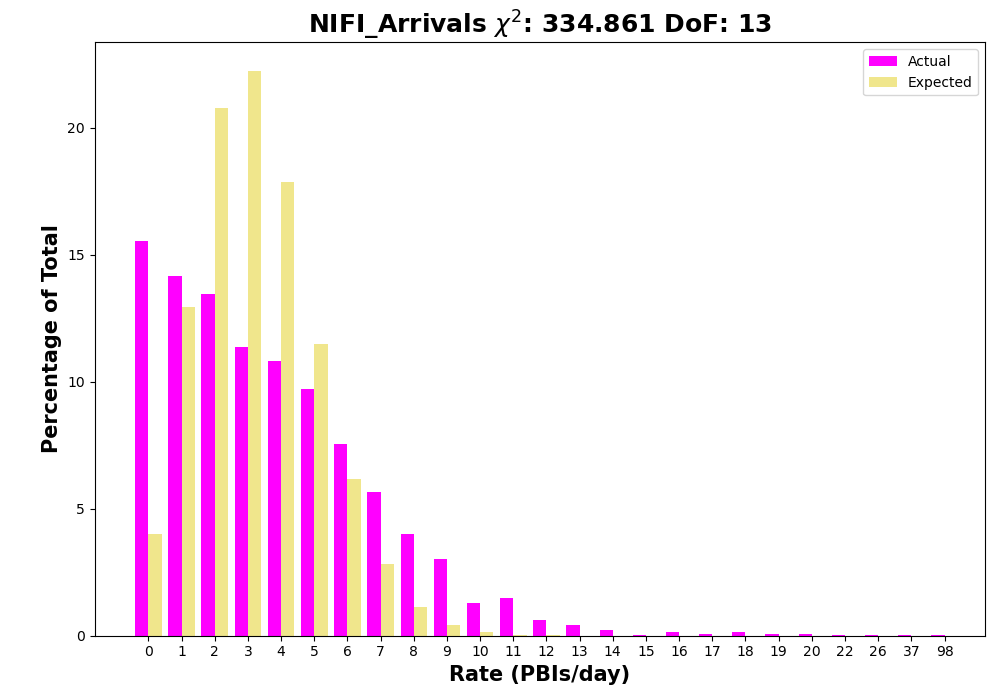 NIFI_Arrivals χ²: 334.861 DoF: 13
Actual
Expected
Percentage of Total
20
15
10
5
0
0 1 2 3 4 5 6 7 8 9 10 11 12 13 14 15 16 17 18 19 20 22 26 37 98
Rate (PBIs/day)